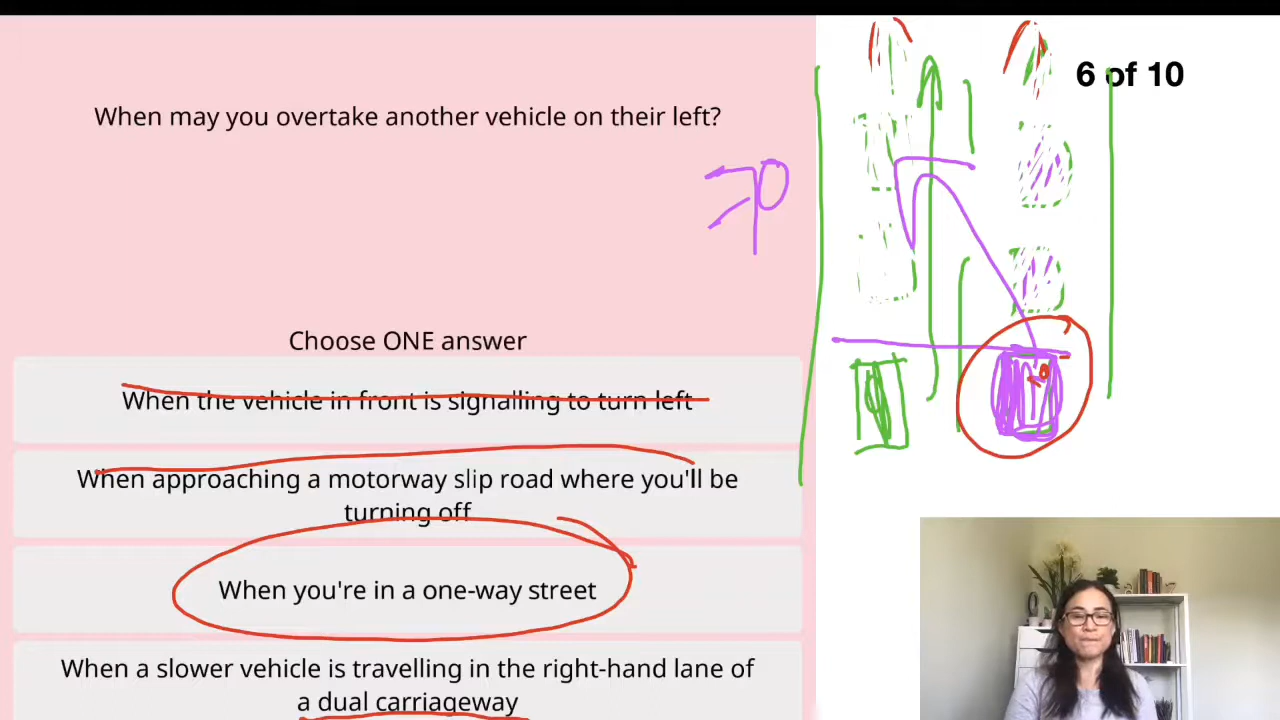 When may you overtake another vehicle on their left?
6 of 10
70
Choose ONE answer
When the vehicle in front is signalling to turn left
When approaching a motorway slip road where you'll be
turning off
When you're in a one-way street
When a slower vehicle is travelling in the right-hand lane of
a dual carriageway